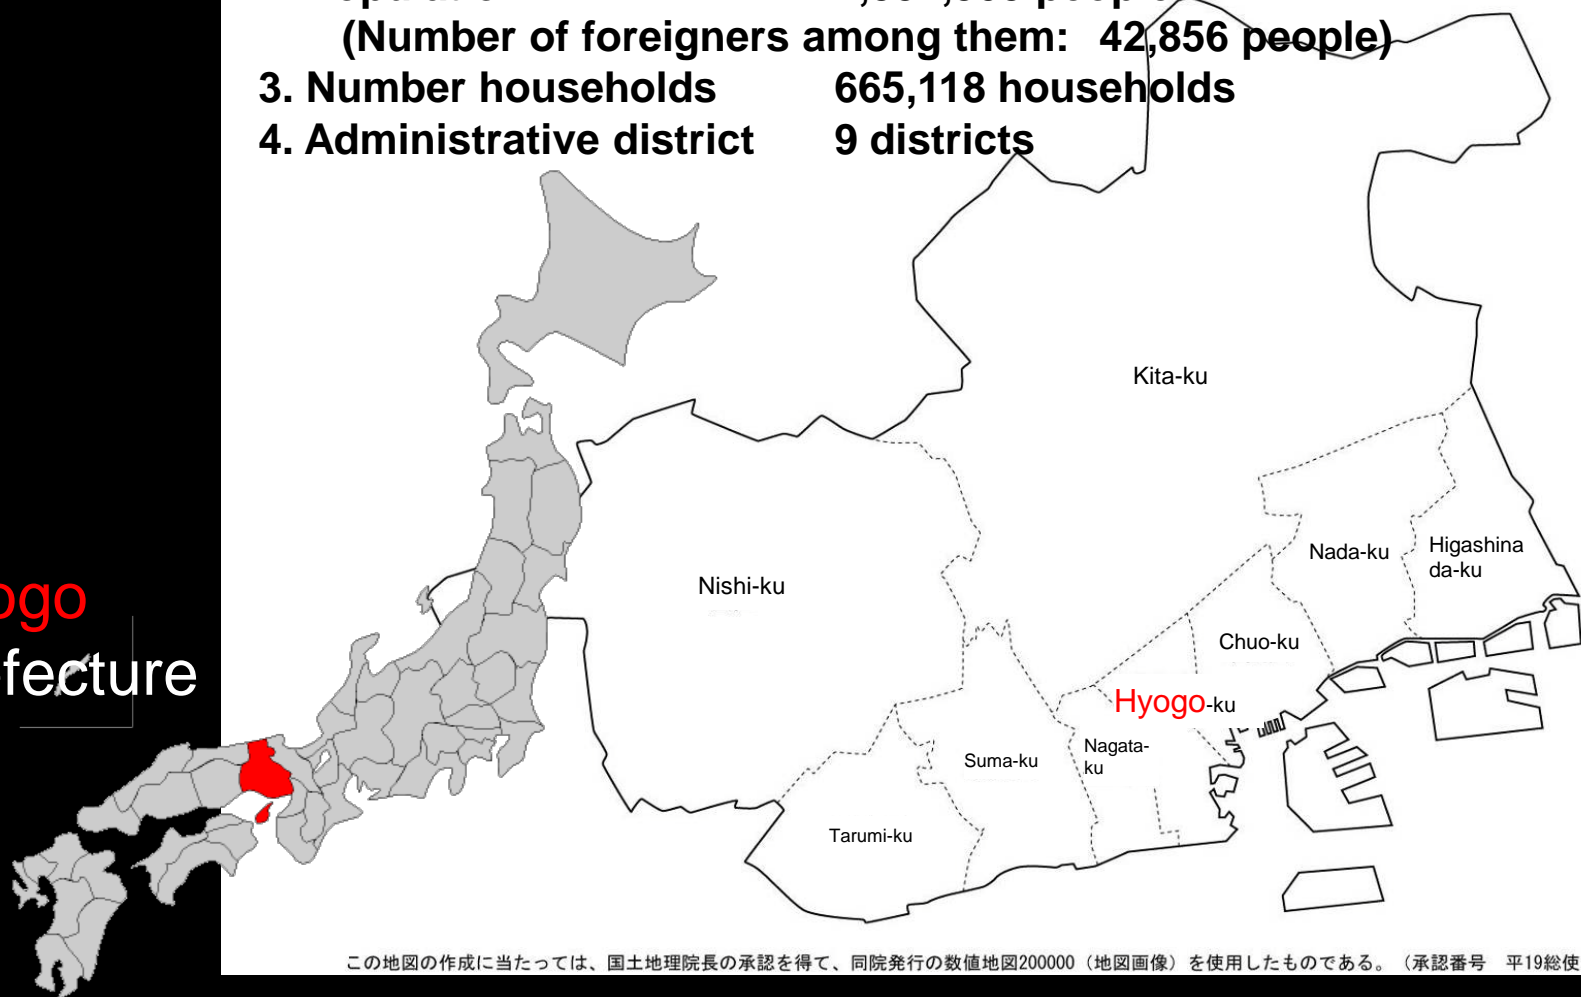 (Number of foreigners among them: 42,856 people)
3. Number households 665,118 households
4. Administrative district 9 districts
Kita-ku
Nada-ku
Higashina
da-ku
Nishi-ku
Chuo-ku
Hyogo-ku
Nagata-
ku
Suma-ku
Tarumi-ku
ogo
fecture
この地図の作成に当たっては、国土地理院長の承認を得て、同院発行の数値地図200000（地図画像）を使用したものである。（承認番号 平19総使